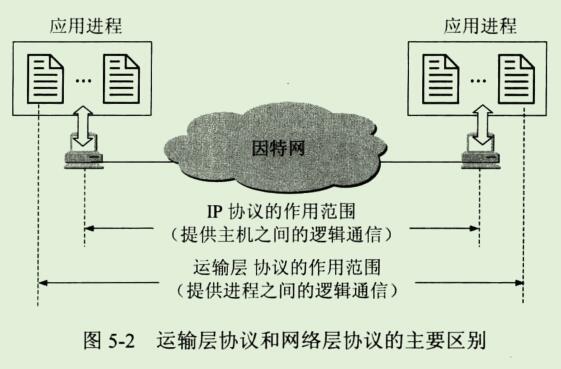 应用进程
应用进程
...
...
因特网
IP 协议的作用范围
（提供主机之间的逻辑通信）
运输层 协议的作用范围
（提供进程之间的逻辑通信）
图 5-2 运输层协议和网络层协议的主要区别